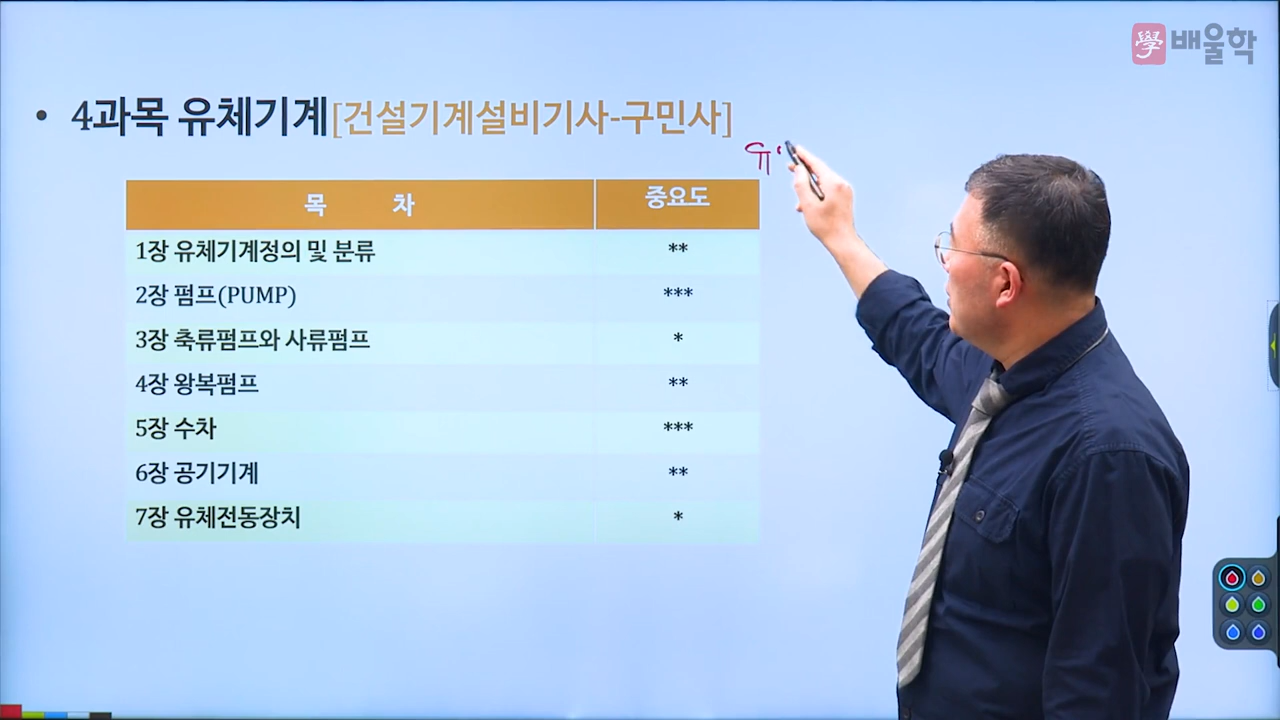 學 배울학
• 4과목 유체기계[건설기계설비기사-구민사]
유
목 차 중요도
1장 유체기계정의 및 분류 **
2장 펌프(PUMP) ***
3장 축류펌프와 사류펌프 *
4장 왕복펌프 **
5장 수차 ***
6장 공기기계 **
7장 유체전동장치 *